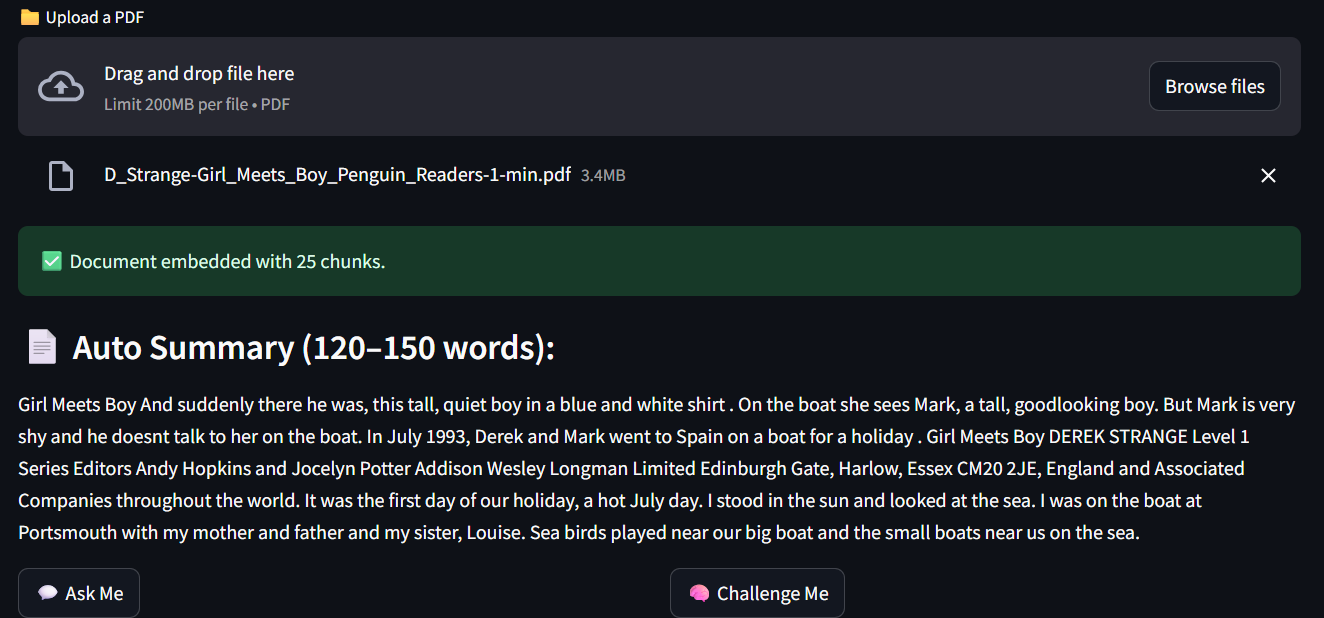 📁 Upload a PDF
Drag and drop file here
Limit 200MB per file • PDF
Browse files
D_Strange-Girl_Meets_Boy_Penguin_Readers-1-min.pdf 3.4MB
✅ Document embedded with 25 chunks.
📄 Auto Summary (120–150 words):
Girl Meets Boy And suddenly there he was, this tall, quiet boy in a blue and white shirt . On the boat she sees Mark, a tall, goodlooking boy. But Mark is very
shy and he doesnt talk to her on the boat. In July 1993, Derek and Mark went to Spain on a boat for a holiday . Girl Meets Boy DEREK STRANGE Level 1
Series Editors Andy Hopkins and Jocelyn Potter Addison Wesley Longman Limited Edinburgh Gate, Harlow, Essex CM20 2JE, England and Associated
Companies throughout the world. It was the first day of our holiday, a hot July day. I stood in the sun and looked at the sea. I was on the boat at
Portsmouth with my mother and father and my sister, Louise. Sea birds played near our big boat and the small boats near us on the sea.
💬 Ask Me
🧠 Challenge Me